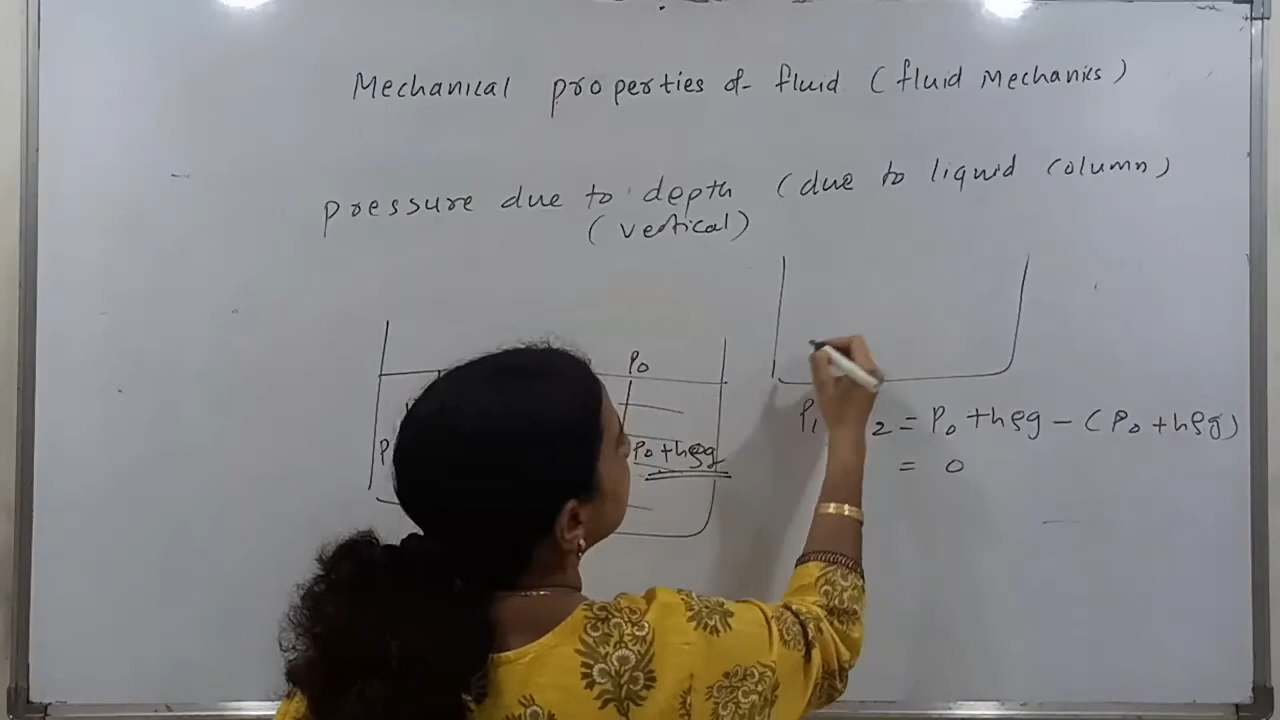 Mechanical properties of fluid (fluid Mechanics)
pressure due to depth (due to liquid column)
(vertical)
P₀
P
P₀ + hρg
P₁ 2 = P₀ + hρg - (P₀ + hρg)
= 0